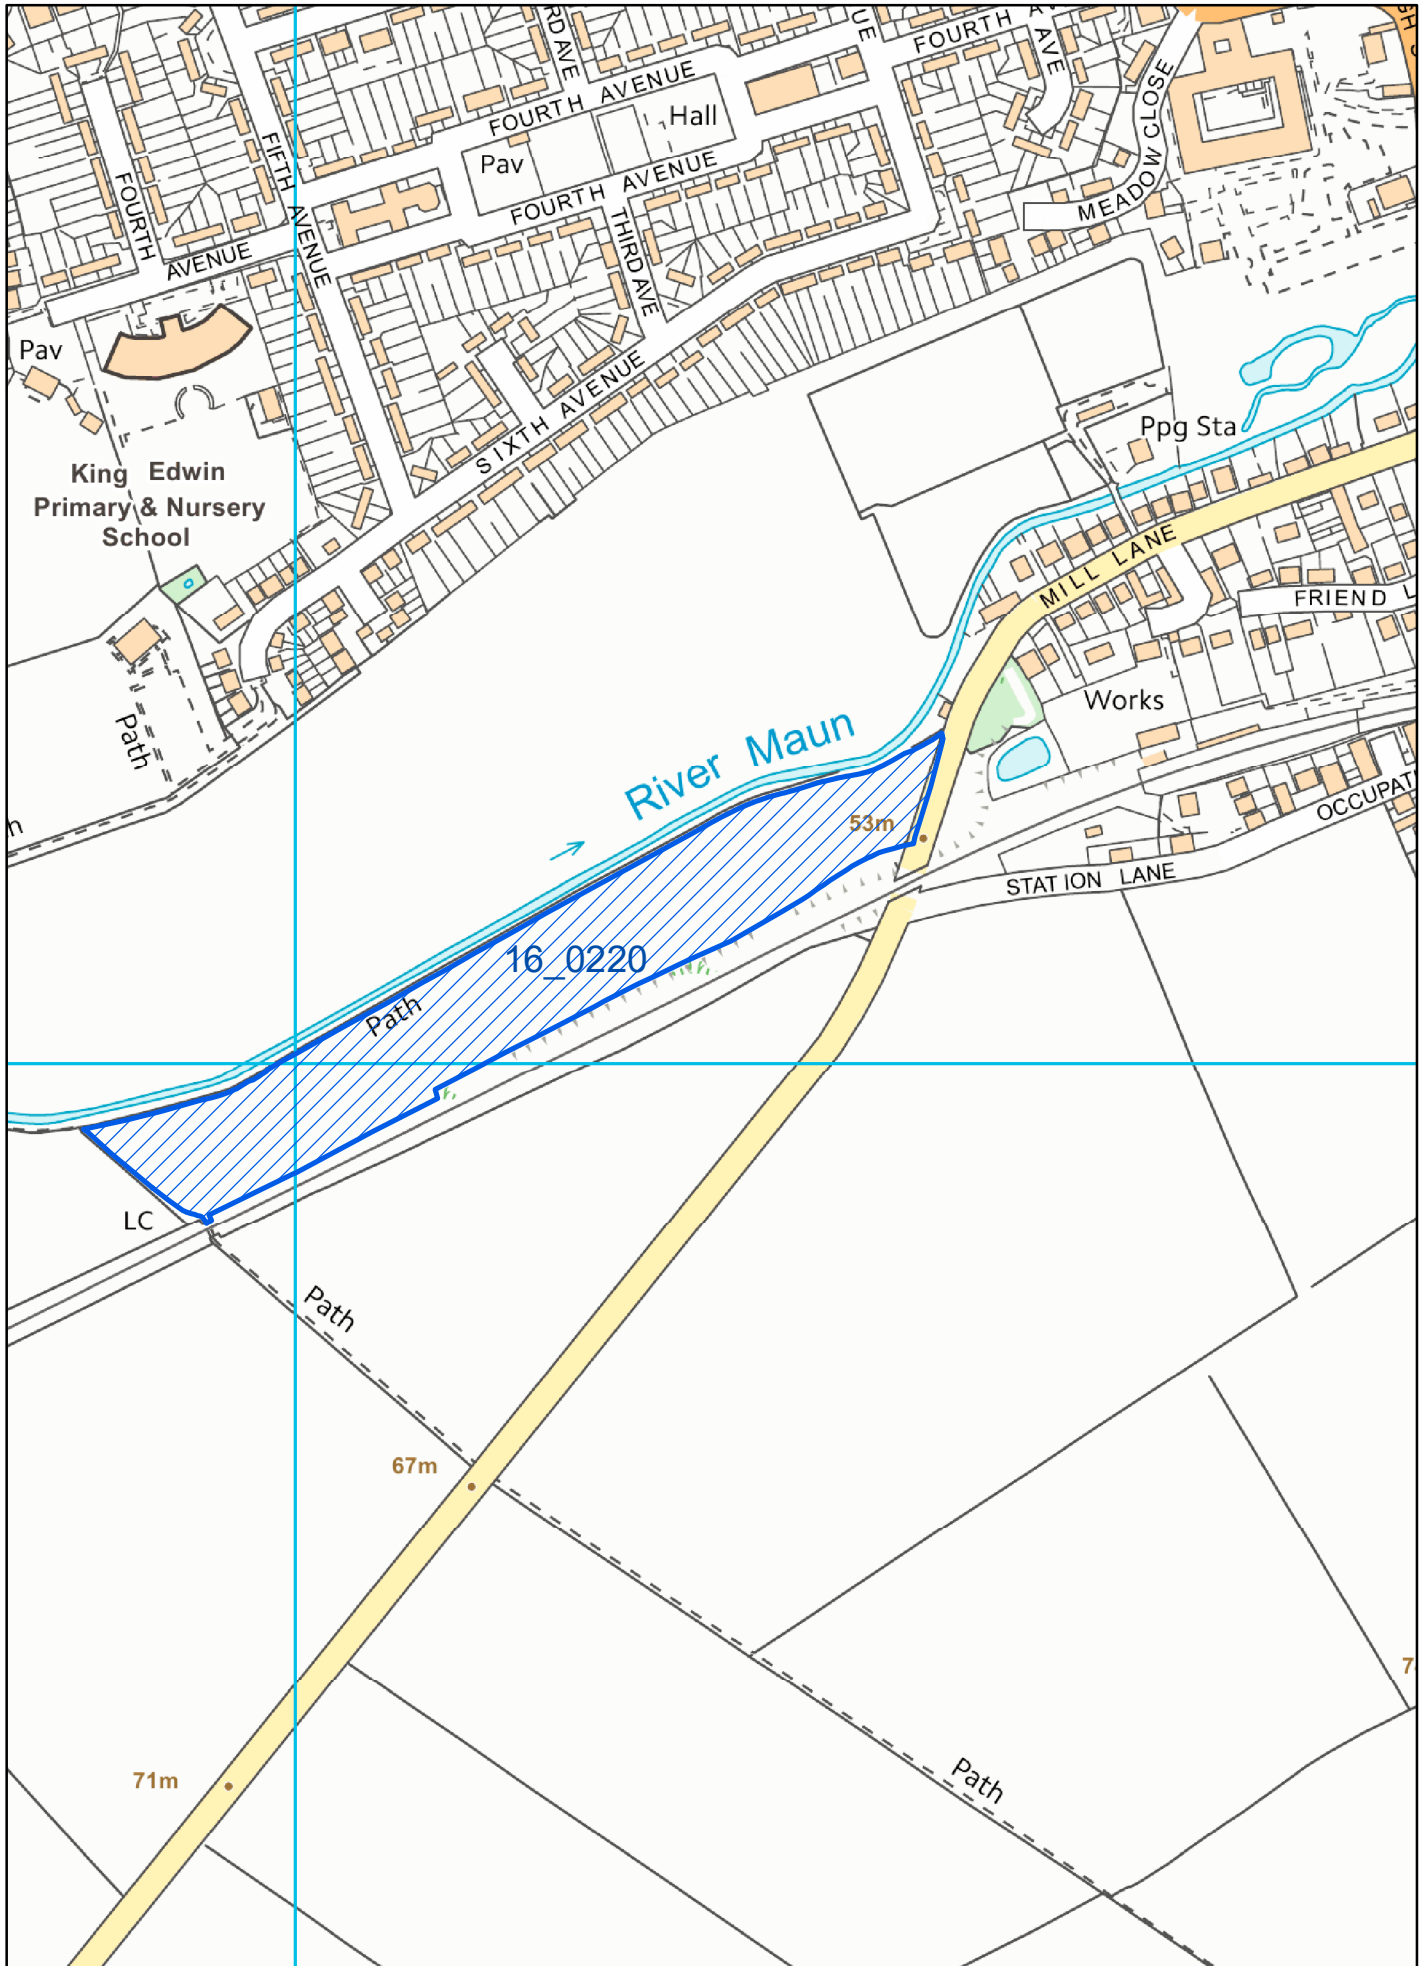 FOURTH AV
AVE
MEADOW CLOSE
FOURTH AVENUE
Hall
Pav
FOURTH AVENUE
THIRD AVE
FIFTH AVENUE
FOURTH
AVENUE
Pav
SIXTH AVENUE
King Edwin
Primary & Nursery
School
Ppg Sta
MILL LANE
FRIEND L
Path
Works
River Maun
53m
OCCUPAT
STATION LANE
16_0220
Path
LC
Path
67m
71m
Path